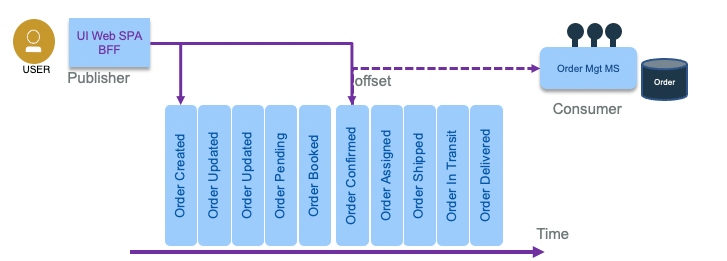 UI Web SPA
BFF
USER
Publisher
offset
Order Mgt MS
Order
Consumer
Order Created
Order Updated
Order Updated
Order Pending
Order Booked
Order Confirmed
Order Assigned
Order Shipped
Order In Transit
Order Delivered
Time